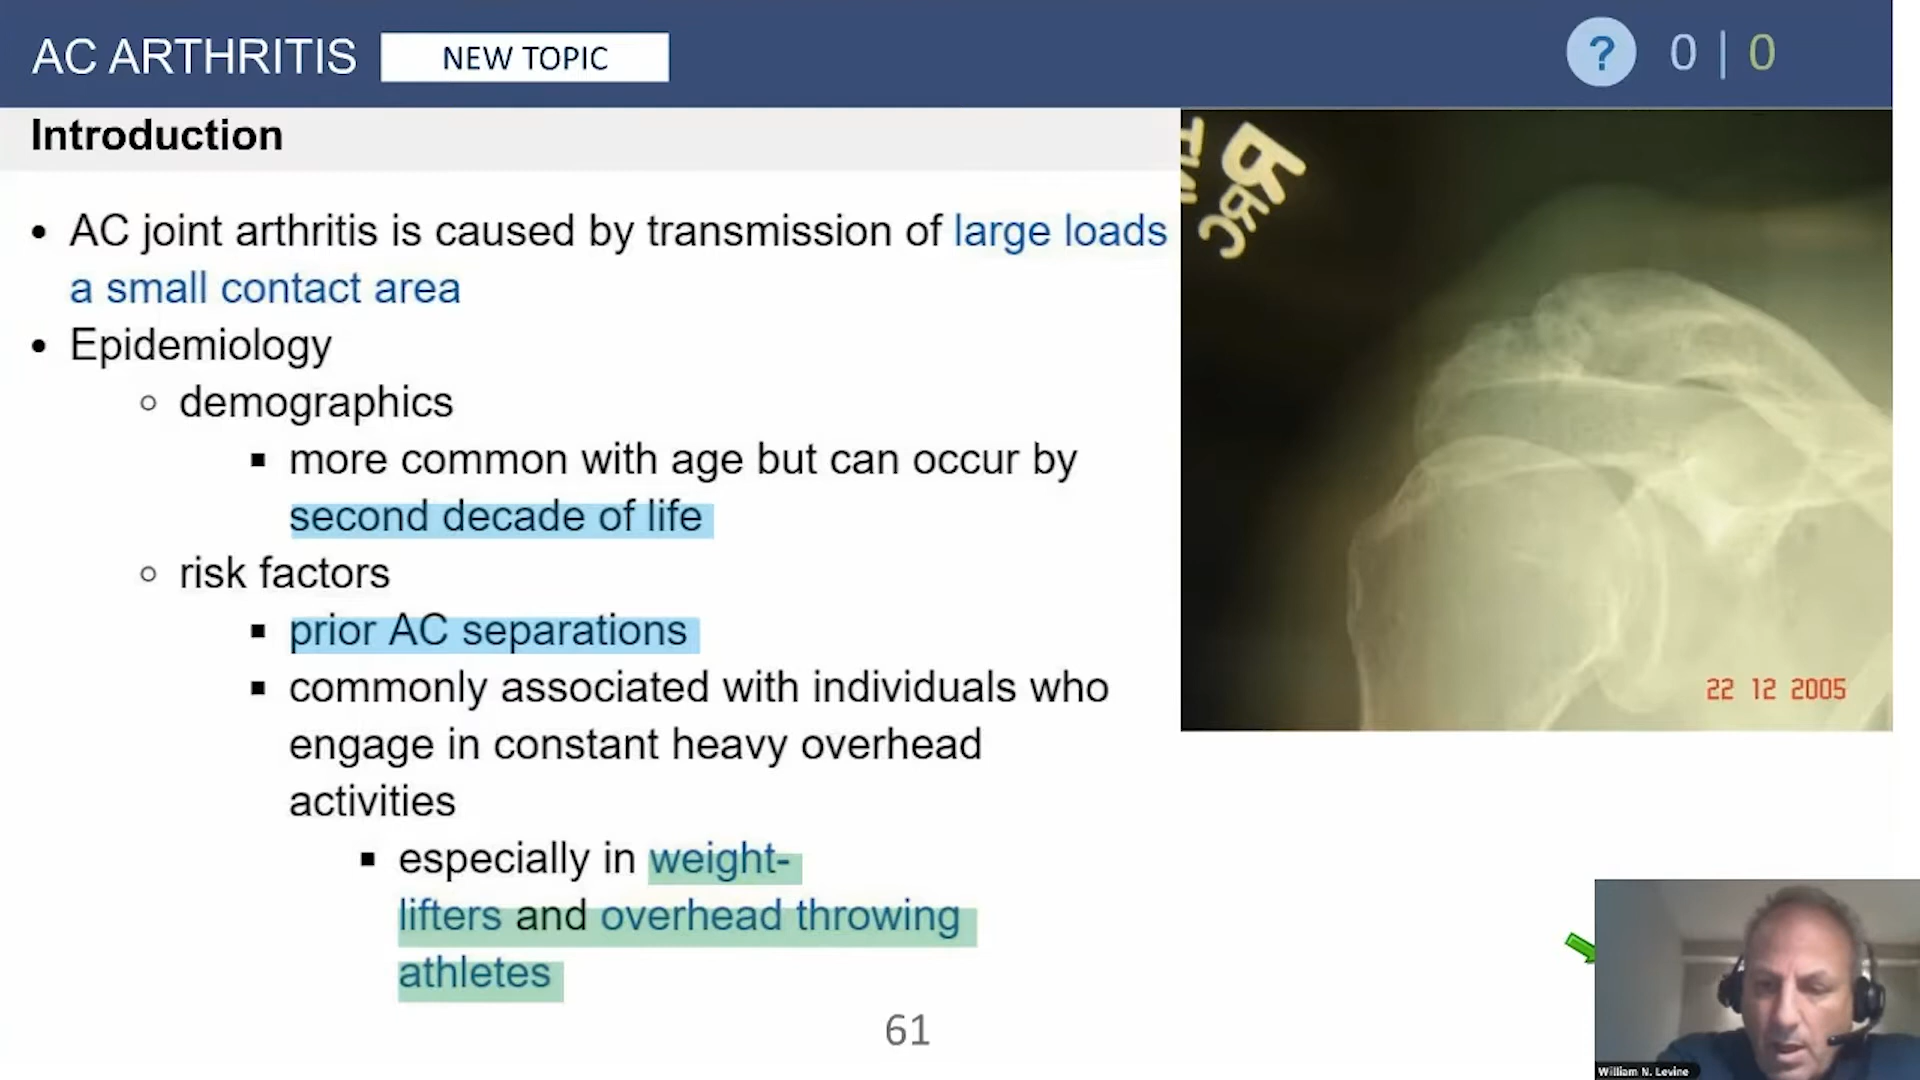 AC ARTHRITIS NEW TOPIC ? 0 | 0
Introduction
• AC joint arthritis is caused by transmission of large loads
a small contact area
• Epidemiology
demographics
more common with age but can occur by
second decade of life
risk factors
prior AC separations
commonly associated with individuals who
engage in constant heavy overhead
activities
especially in weight-
lifters and overhead throwing
athletes
61
R
RC
22 12 2005
William N. Levine